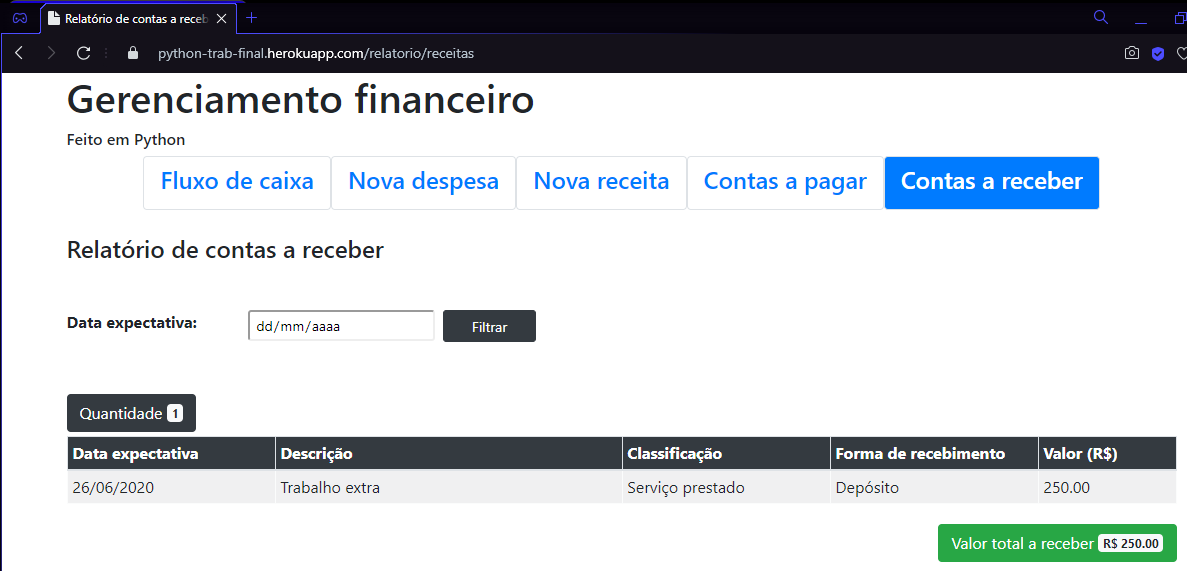 Relatório de contas a receb
python-trab-final.herokuapp.com/relatorio/receitas
Gerenciamento financeiro
Feito em Python
Fluxo de caixa Nova despesa Nova receita Contas a pagar Contas a receber
Relatório de contas a receber
Data expectativa: dd/mm/aaaa Filtrar
Quantidade 1
Data expectativa Descrição Classificação Forma de recebimento Valor (R$)
26/06/2020 Trabalho extra Serviço prestado Depósito 250.00
Valor total a receber R$ 250.00